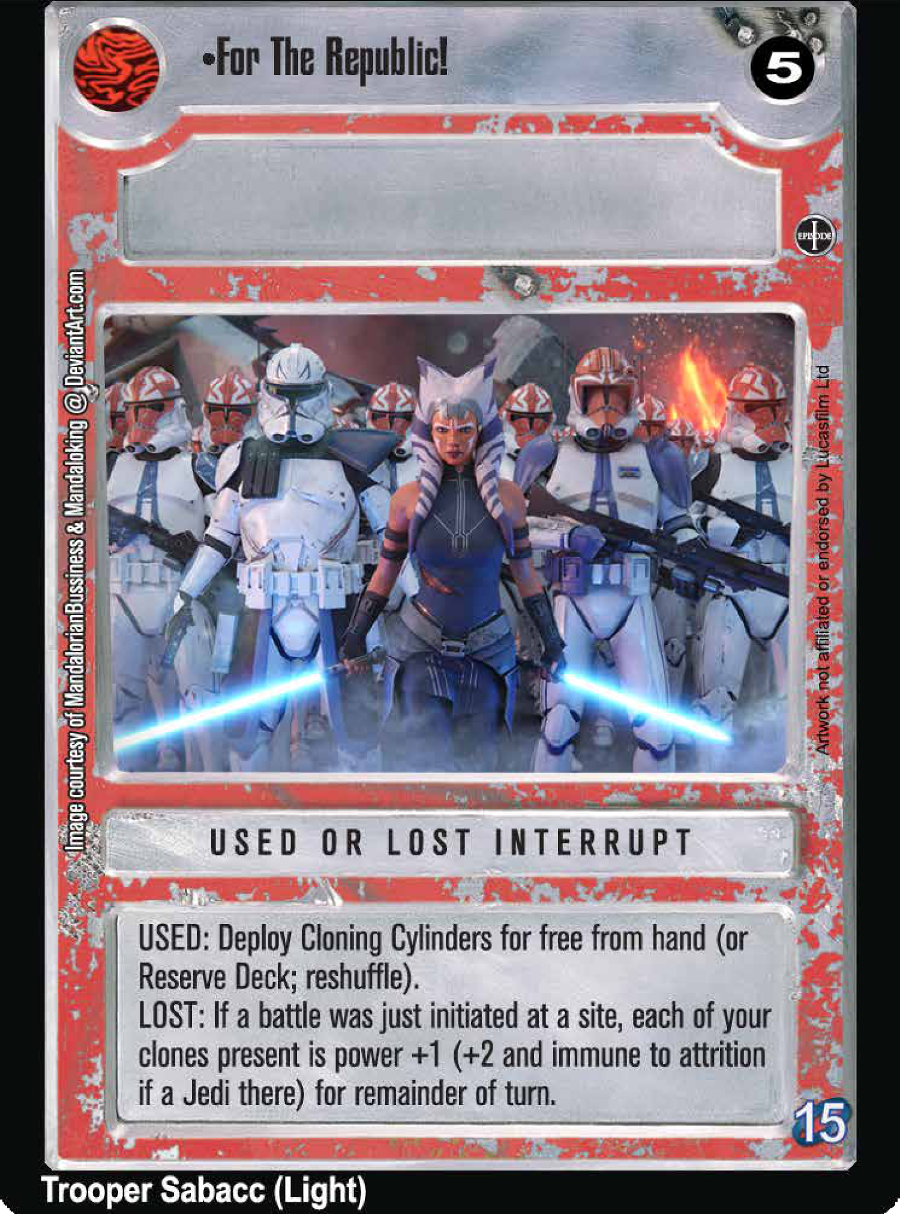 •For The Republic!
5
EPISODE
I
Image courtesy of MandalorianBussiness & Mandaloking @ DeviantArt.com
Artwork not affiliated or endorsed by Lucasfilm Ltd
USED OR LOST INTERRUPT
USED: Deploy Cloning Cylinders for free from hand (or
Reserve Deck; reshuffle).
LOST: If a battle was just initiated at a site, each of your
clones present is power +1 (+2 and immune to attrition
if a Jedi there) for remainder of turn.
15
Trooper Sabacc (Light)